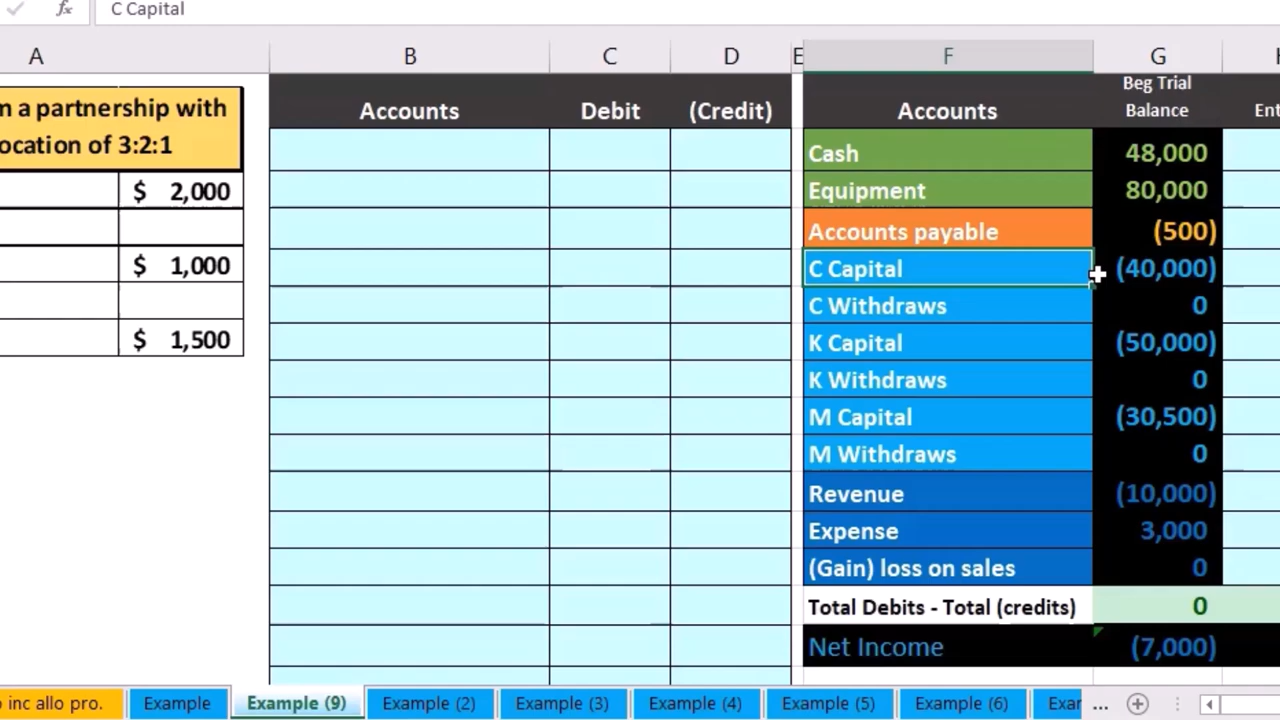 fx C Capital
A B C D E F G
m a partnership with
ocation of 3:2:1
$ 2,000
$ 1,000
$ 1,500
Accounts Debit (Credit)
Accounts Beg Trial
Balance Ent
Cash 48,000
Equipment 80,000
Accounts payable (500)
C Capital (40,000)
C Withdraws 0
K Capital (50,000)
K Withdraws 0
M Capital (30,500)
M Withdraws 0
Revenue (10,000)
Expense 3,000
(Gain) loss on sales 0
Total Debits - Total (credits) 0
Net Income (7,000)
o inc allo pro. Example Example (9) Example (2) Example (3) Example (4) Example (5) Example (6) Exar ...